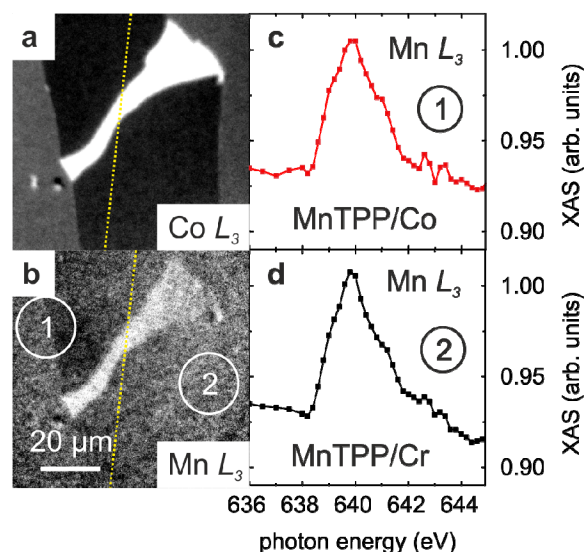 a
Co L3
b
1
2
20 μm
Mn L3
c
Mn L3
1
MnTPP/Co
1.00
0.95
0.90
XAS (arb. units)
d
Mn L3
2
MnTPP/Cr
1.00
0.95
0.90
XAS (arb. units)
636 638 640 642 644
photon energy (eV)